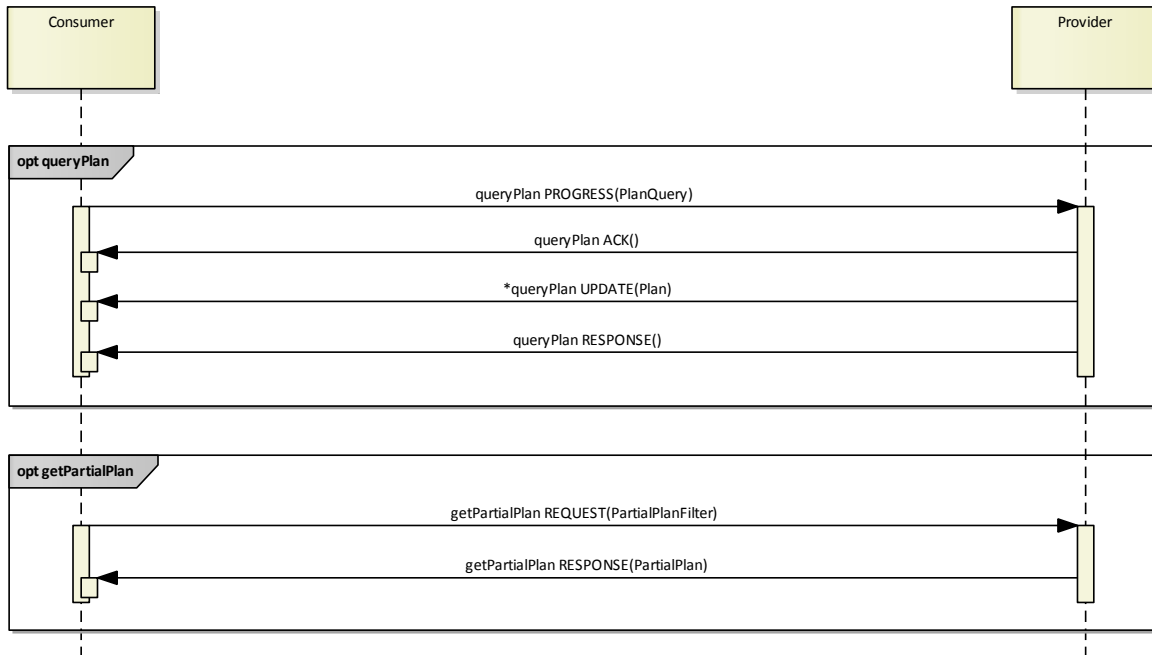 Consumer
Provider
opt queryPlan
queryPlan PROGRESS(PlanQuery)
queryPlan ACK()
*queryPlan UPDATE(Plan)
queryPlan RESPONSE()
opt getPartialPlan
getPartialPlan REQUEST(PartialPlanFilter)
getPartialPlan RESPONSE(PartialPlan)